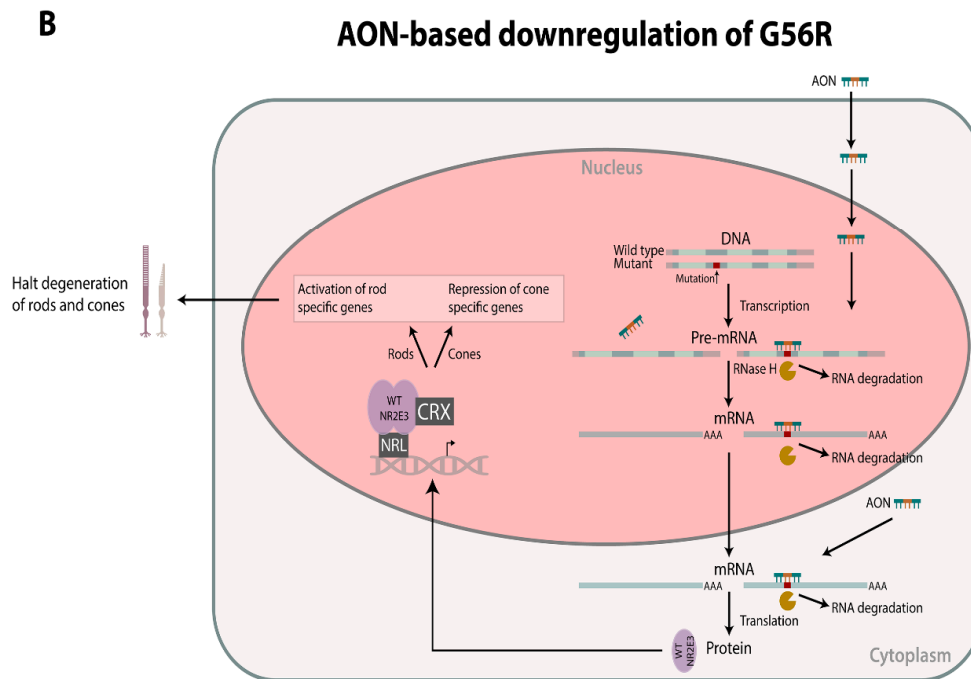 B
AON-based downregulation of G56R
AON
Nucleus
DNA
Wild type
Mutant
Mutation
Transcription
Halt degeneration
of rods and cones
Activation of rod
specific genes
Repression of cone
specific genes
Rods
Cones
Pre-mRNA
RNase H
RNA degradation
WT
NR2E3
CRX
NRL
mRNA
AAA
AAA
RNA degradation
AON
mRNA
AAA
AAA
RNA degradation
Translation
WT
NR2E3
Protein
Cytoplasm